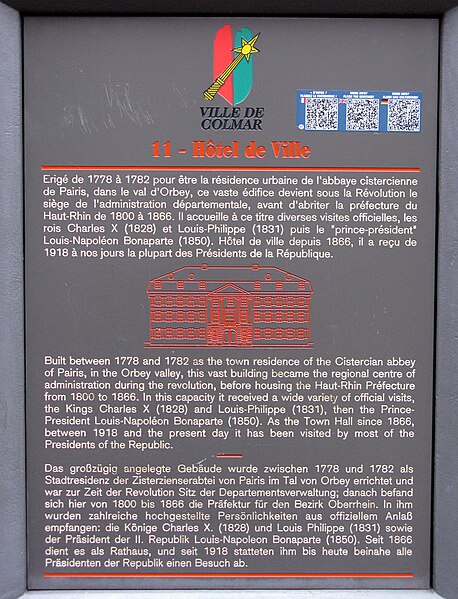 VILLE DE
COLMAR
11 - Hôtel de Ville
Erigé de 1778 à 1782 pour être la résidence urbaine de l'abbaye cistercienne
de Pairis, dans le val d'Orbey, ce vaste édifice devient sous la Révolution le
siège de l'administration départementale, avant d'abriter la préfecture du
Haut-Rhin de 1800 à 1866. Il accueille à ce titre diverses visites officielles, les
rois Charles X (1828) et Louis-Philippe (1831) puis le "prince-président"
Louis-Napoléon Bonaparte (1850). Hôtel de ville depuis 1866, il a reçu de
1918 à nos jours la plupart des Présidents de la République.
Built between 1778 and 1782 as the town residence of the Cistercian abbey
of Pairis, in the Orbey valley, this vast building became the regional centre of
administration during the revolution, before housing the Haut-Rhin Préfecture
from 1800 to 1866. In this capacity it received a wide variety of official visits,
the Kings Charles X (1828) and Louis-Philippe (1831), then the Prince-
President Louis-Napoléon Bonaparte (1850). As the Town Hall since 1866,
between 1918 and the present day it has been visited by most of the
Presidents of the Republic.
Das großzügig angelegte Gebäude wurde zwischen 1778 und 1782 als
Stadtresidenz der Zisterzienserabtei von Pairis im Tal von Orbey errichtet und
war zur Zeit der Revolution Sitz der Departementsverwaltung; danach befand
sich hier von 1800 bis 1866 die Präfektur für den Bezirk Oberrhein. In ihm
wurden zahlreiche hochgestellte Persönlichkeiten aus offiziellem Anlaß
empfangen: die Könige Charles X. (1828) und Louis Philippe (1831) sowie
der Präsident der II. Republik Louis-Napoleon Bonaparte (1850). Seit 1866
dient es als Rathaus, und seit 1918 statteten ihm bis heute beinahe alle
Präsidenten der Republik einen Besuch ab.